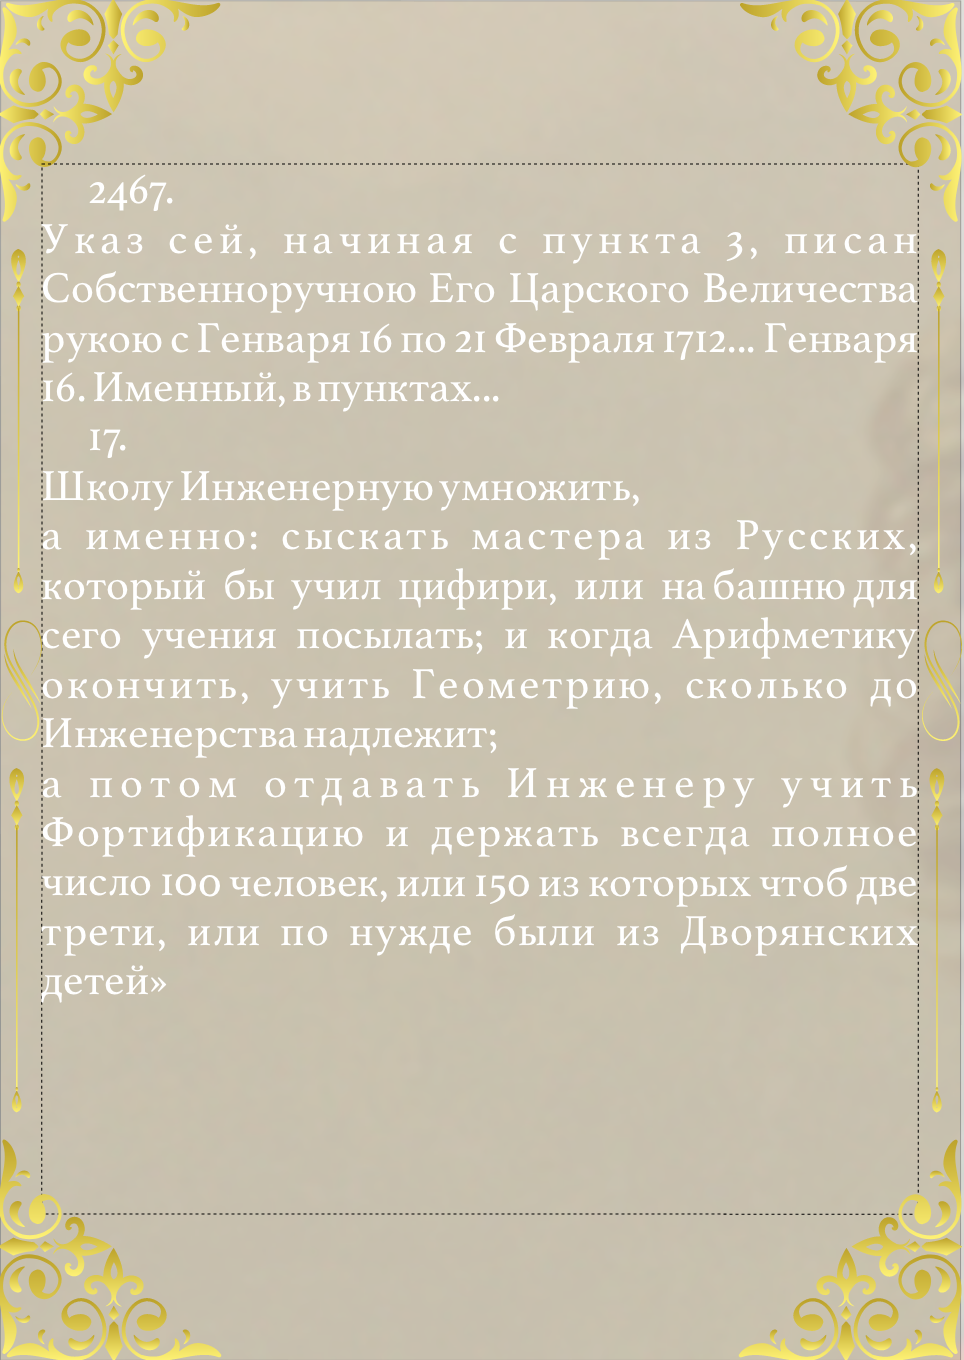 2467.
Указ сей, начиная с пункта 3, писан
Собственноручною Его Царского Величества
рукою с Генваря 16 по 21 Февраля 1712... Генваря
16. Именный, в пунктах...
17.
Школу Инженерную умножить,
а именно: сыскать мастера из Русских,
который бы учил цифири, или на башню для
сего учения посылать; и когда Арифметику
окончить, учить Геометрию, сколько до
Инженерства надлежит;
а потом отдавать Инженеру учить
Фортификацию и держать всегда полное
число 100 человек, или 150 из которых чтоб две
трети, или по нужде были из Дворянских
детей»